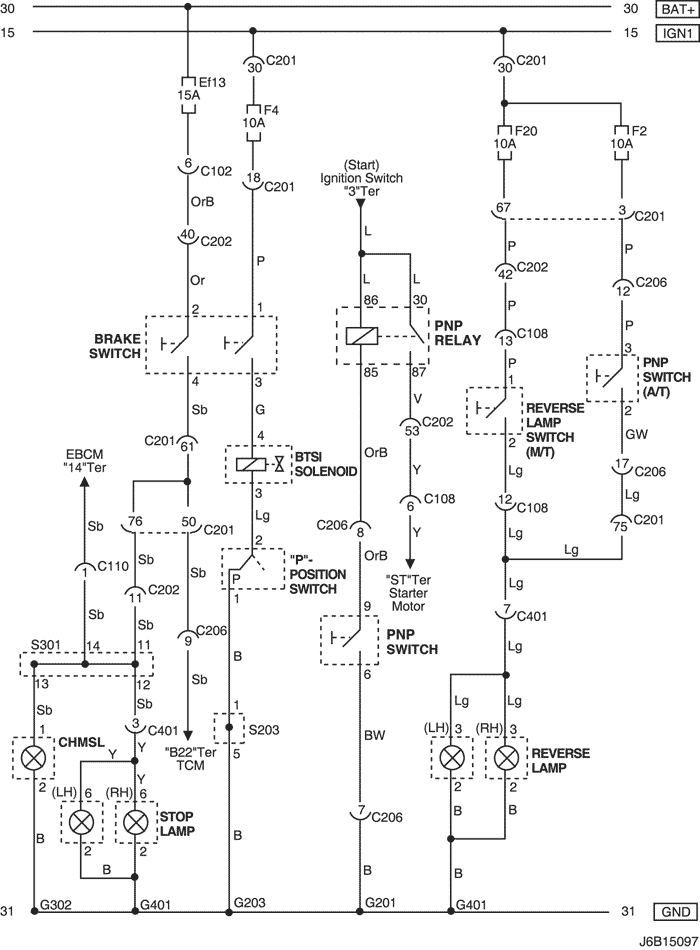 30 30 BAT+
15 15 IGN1
C201 C201
30 30
Ef13
15A
F4
10A
F20 F2
10A 10A
(Start)
Ignition Switch
"3"Ter
6 C102
18 C201
OrB
67 3 C201
L
40 C202
P P
C202 42
C206 12
Or P L L P P
86 30
2 1
BRAKE
SWITCH
PNP
RELAY
13 C108
P 3
PNP
SWITCH
(A/T)
4 3
85 87
1
REVERSE
LAMP
SWITCH
(M/T)
2 2
Sb G V GW
C202 53
C201 61
4
BTSI
SOLENOID
3
OrB Y Lg
17 C206
EBCM
"14"Ter
Lg Lg
12 C108
6 C108
76 50 C201
Sb
C206 8
Y Lg
75 C201
2
"P"-
POSITION
SWITCH
P
1
Sb Sb
OrB Lg
C110 1
C202 11
"ST"Ter
Starter
Motor
Lg
Sb Sb
9
7 C401
C206 9
PNP
SWITCH
6
S301 14 11
B Lg
13 12
Sb Sb Sb
Lg Lg
1
3 C401
1
S203
5
BW
(LH) 3 (RH) 3
REVERSE
LAMP
2 2
CHMSL
2
Y Y
"B22"Ter
TCM
(LH) 6 (RH) 6
STOP
LAMP
2 2
7 C206
B B
B B B B B
31 G302 G401 G203 G201 G401 31 GND
J6B15097